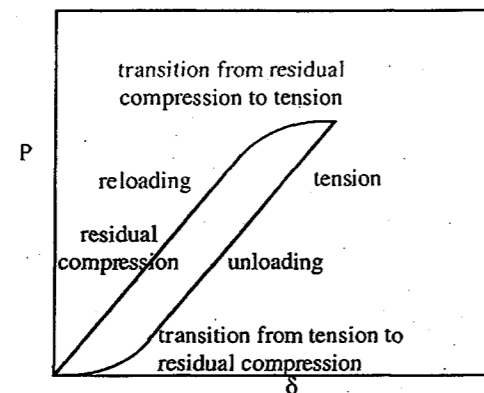 transition from residual
compression to tension
P
reloading
tension
residual
compression
unloading
transition from tension to
residual compression
δ